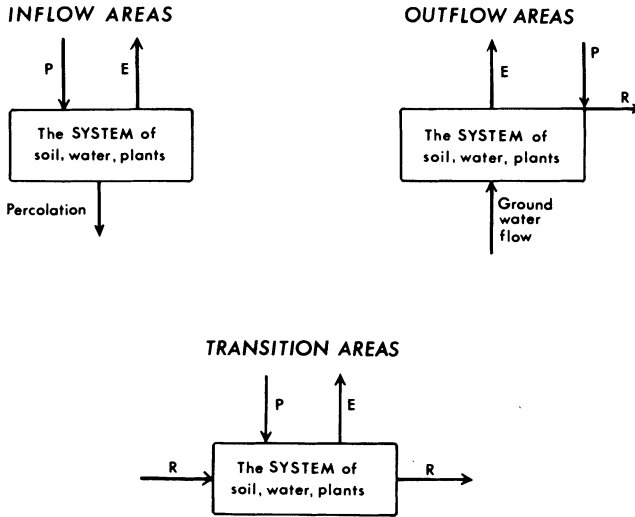 INFLOW AREAS
P
E
The SYSTEM of
soil, water, plants
Percolation
OUTFLOW AREAS
E
P
R
The SYSTEM of
soil, water, plants
Ground
water
flow
TRANSITION AREAS
P
E
R
The SYSTEM of
soil, water, plants
R